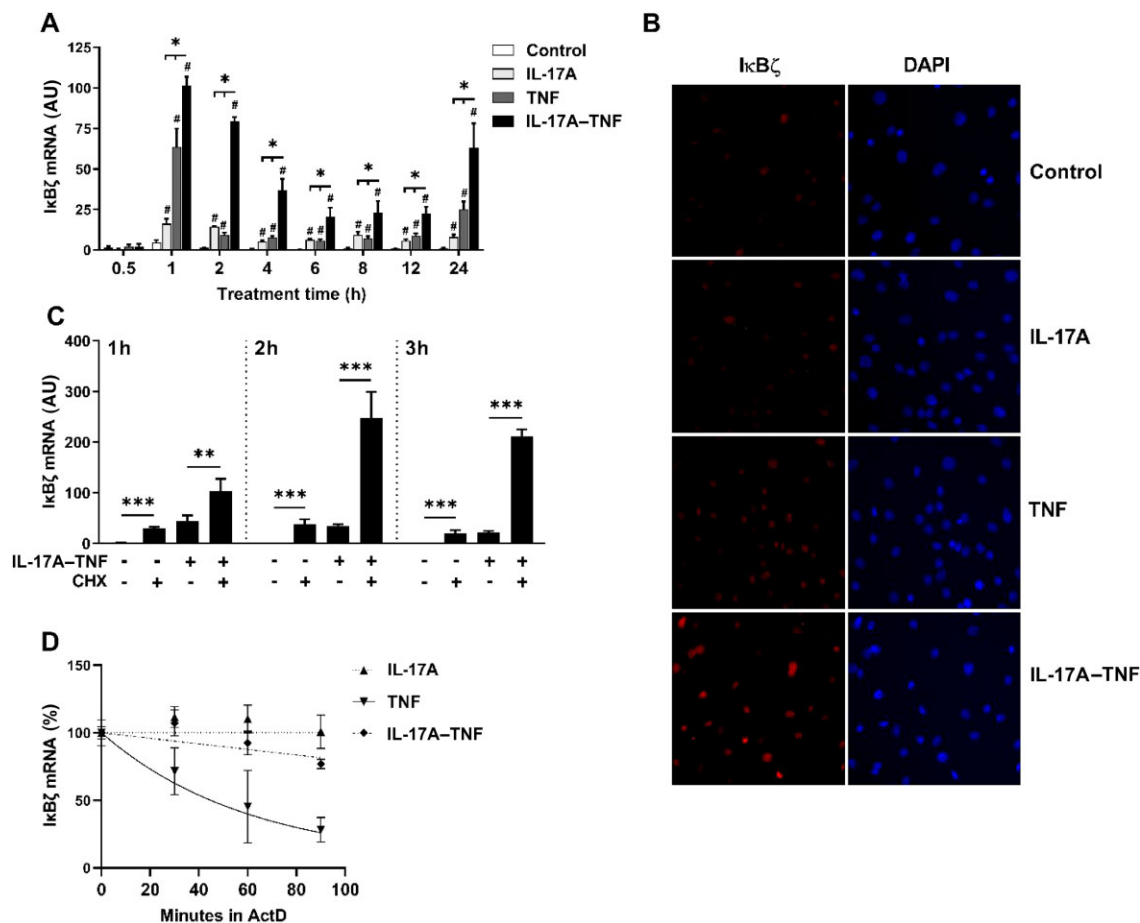 A
IκBζ mRNA (AU)
125
100
75
50
25
0
* * * * * * *
# # # # # # # # # # # # # # # # # # # # #
0.5 1 2 4 6 8 12 24
Treatment time (h)
Control
IL-17A
TNF
IL-17A–TNF
B
IκBζ DAPI
Control
IL-17A
TNF
IL-17A–TNF
C
IκBζ mRNA (AU)
400
300
200
100
0
1h 2h 3h
*** ** *** *** *** ***
IL-17A–TNF - - + + - - + + - - + +
CHX - + - + - + - + - + - +
D
IκBζ mRNA (%)
150
100
50
0
0 20 40 60 80 100
Minutes in ActD
IL-17A
TNF
IL-17A–TNF